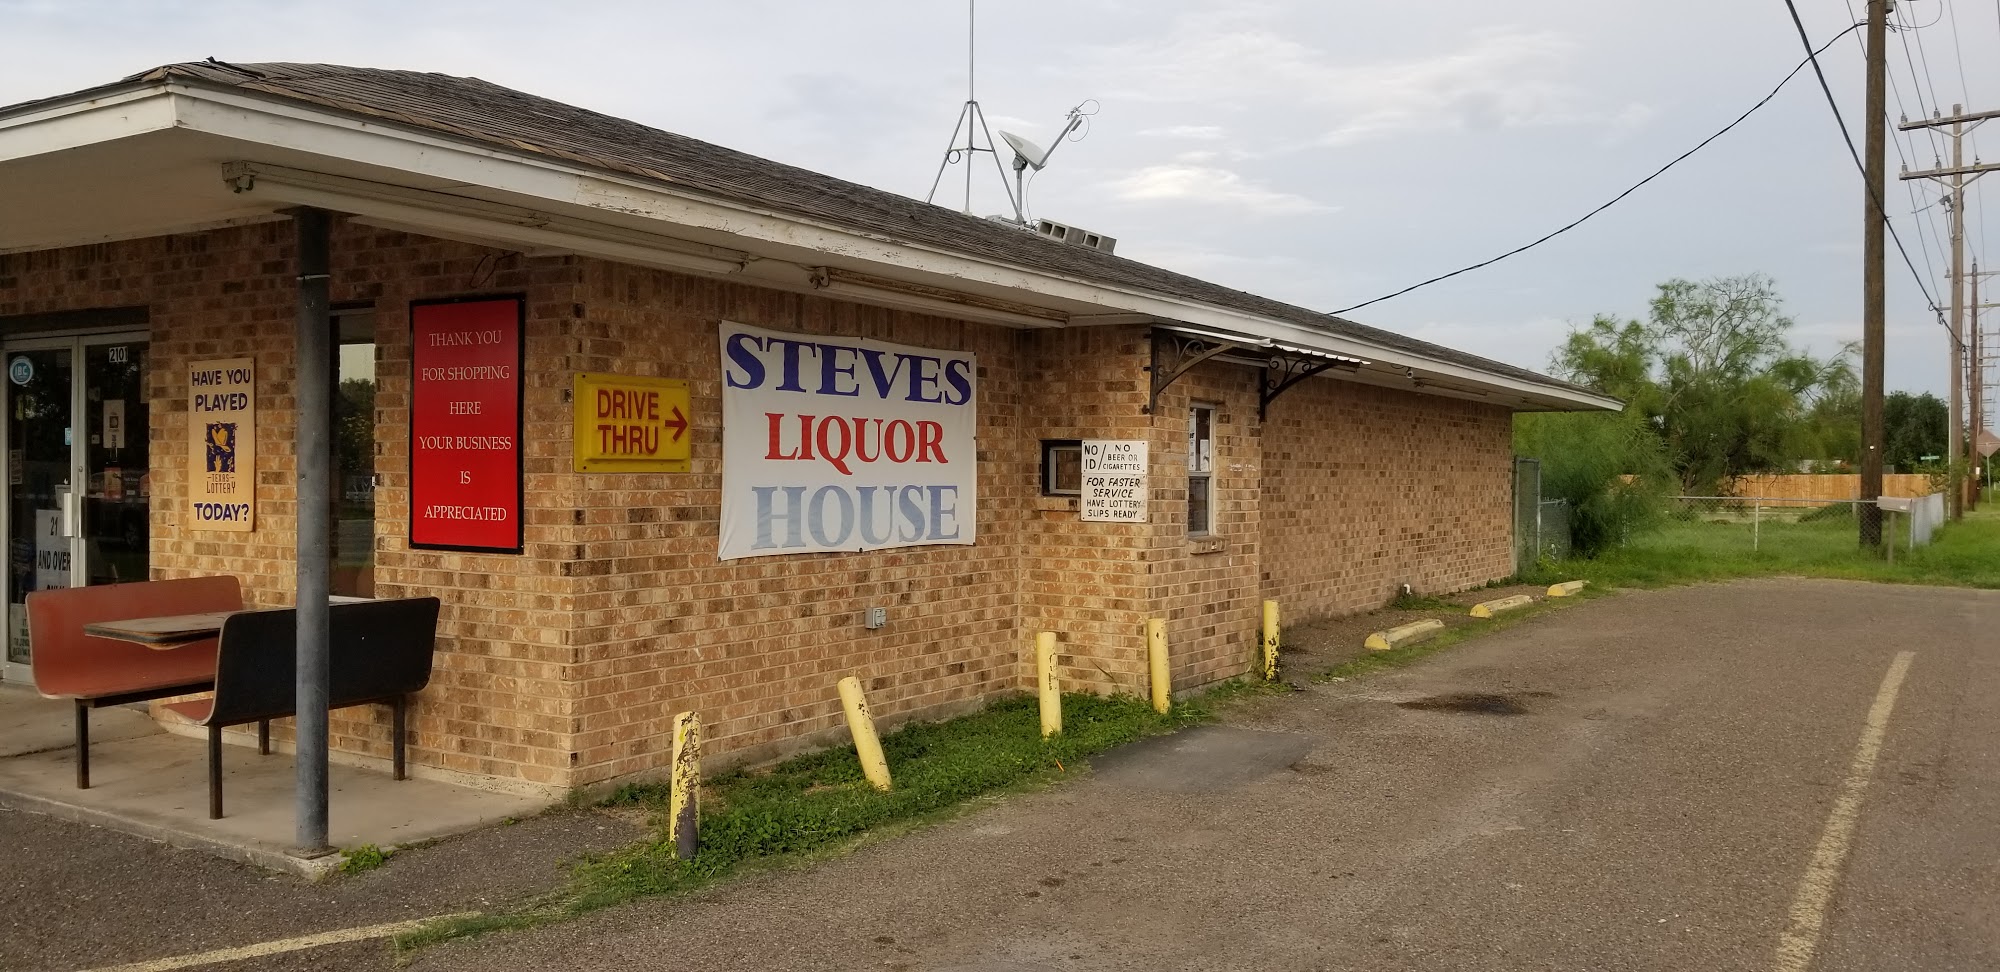 IBC
2101
21
AND OVER
HAVE YOU
PLAYED
TEXAS
LOTTERY
TODAY?
THANK YOU
FOR SHOPPING
HERE
YOUR BUSINESS
IS
APPRECIATED
DRIVE
THRU
STEVES
LIQUOR
HOUSE
NO ID/ NO BEER OR CIGARETTES
FOR FASTER
SERVICE
HAVE LOTTERY
SLIPS READY